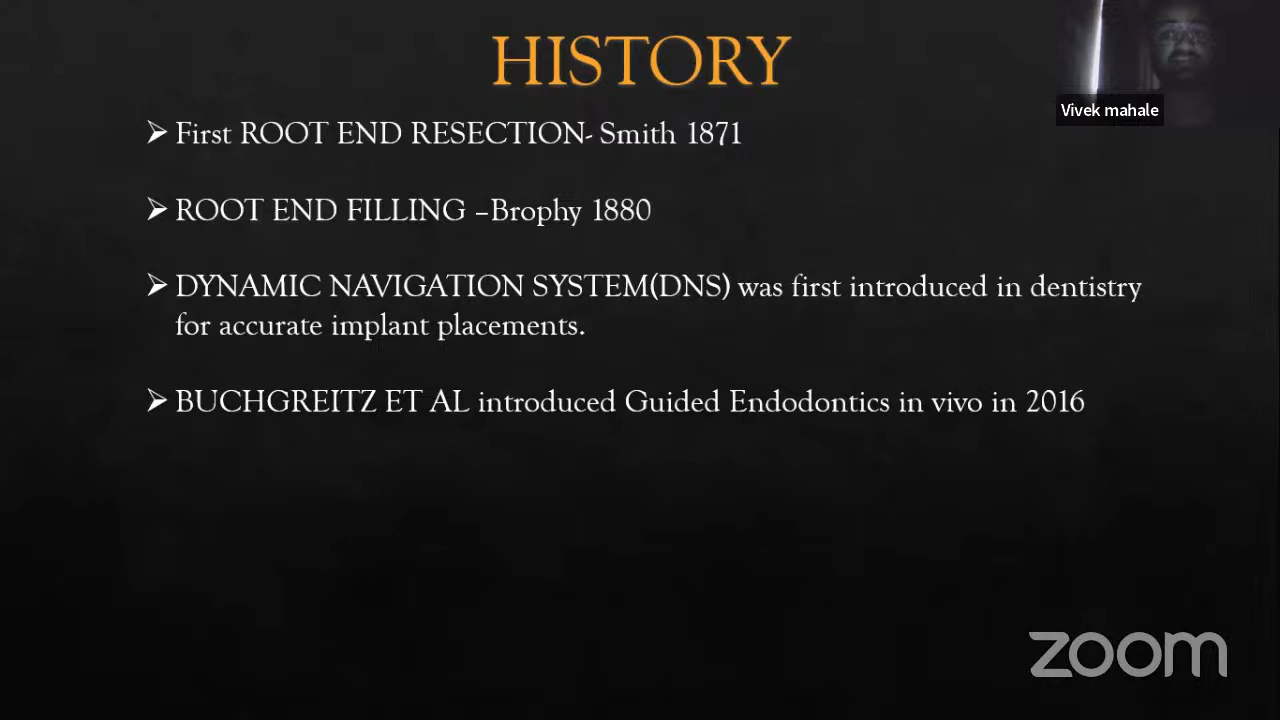 HISTORY
Vivek mahale
➢ First ROOT END RESECTION- Smith 1871
➢ ROOT END FILLING –Brophy 1880
➢ DYNAMIC NAVIGATION SYSTEM(DNS) was first introduced in dentistry
for accurate implant placements.
➢ BUCHGREITZ ET AL introduced Guided Endodontics in vivo in 2016
zoom